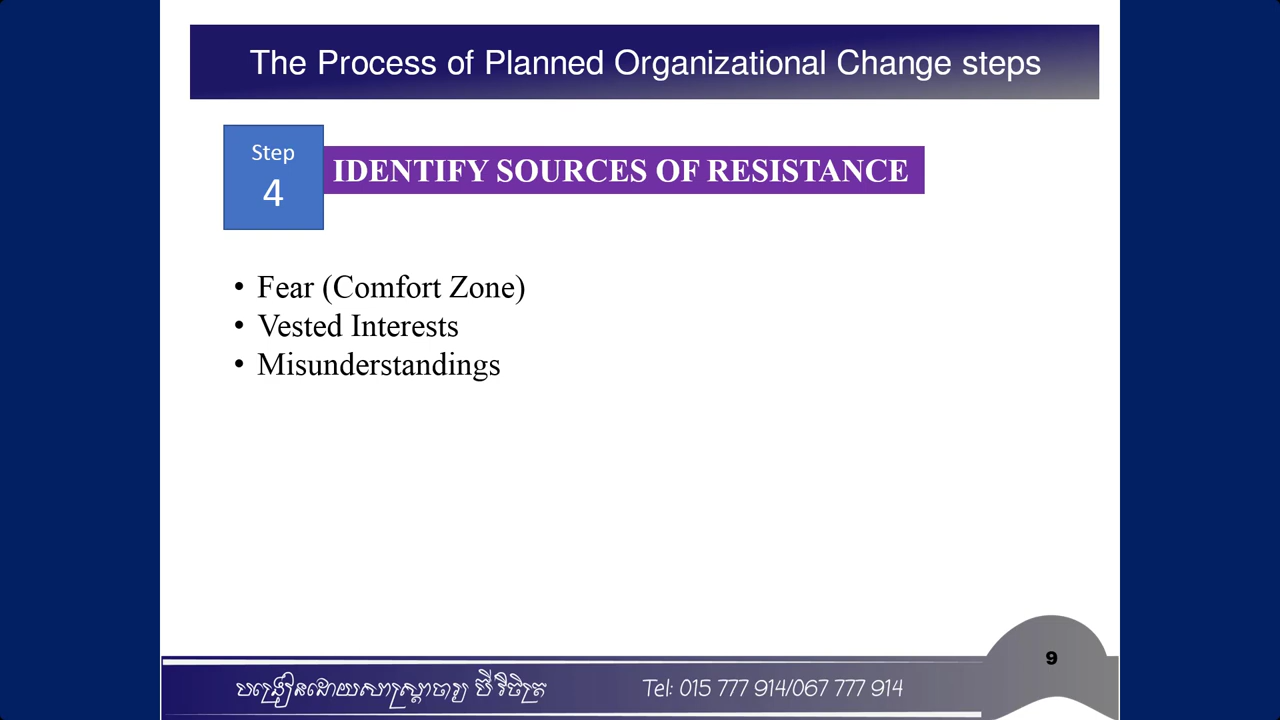 The Process of Planned Organizational Change steps
Step
4
IDENTIFY SOURCES OF RESISTANCE
• Fear (Comfort Zone)
• Vested Interests
• Misunderstandings
9
បង្រៀនដោយសាស្ត្រាចារ្យ ជី វិចិត្រ
Tel: 015 777 914/067 777 914